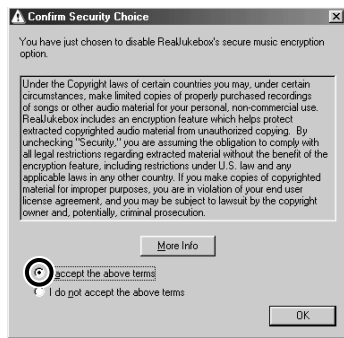 Confirm Security Choice
You have just chosen to disable RealJukebox's secure music encryption
option.
Under the Copyright laws of certain countries you may, under certain
circumstances, make limited copies of properly purchased recordings
of songs or other audio material for your personal, non-commercial use.
RealJukebox includes an encryption feature which helps protect
extracted copyrighted audio material from unauthorized copying. By
unchecking "Security," you are assuming the obligation to comply with
all legal restrictions regarding extracted material without the benefit of the
encryption feature, including restrictions under U.S. law and any
applicable laws in any other country. If you make copies of copyrighted
material for improper purposes, you are in violation of your end user
license agreement, and you may be subject to lawsuit by the copyright
owner and, potentially, criminal prosecution.
More Info
accept the above terms
I do not accept the above terms
OK